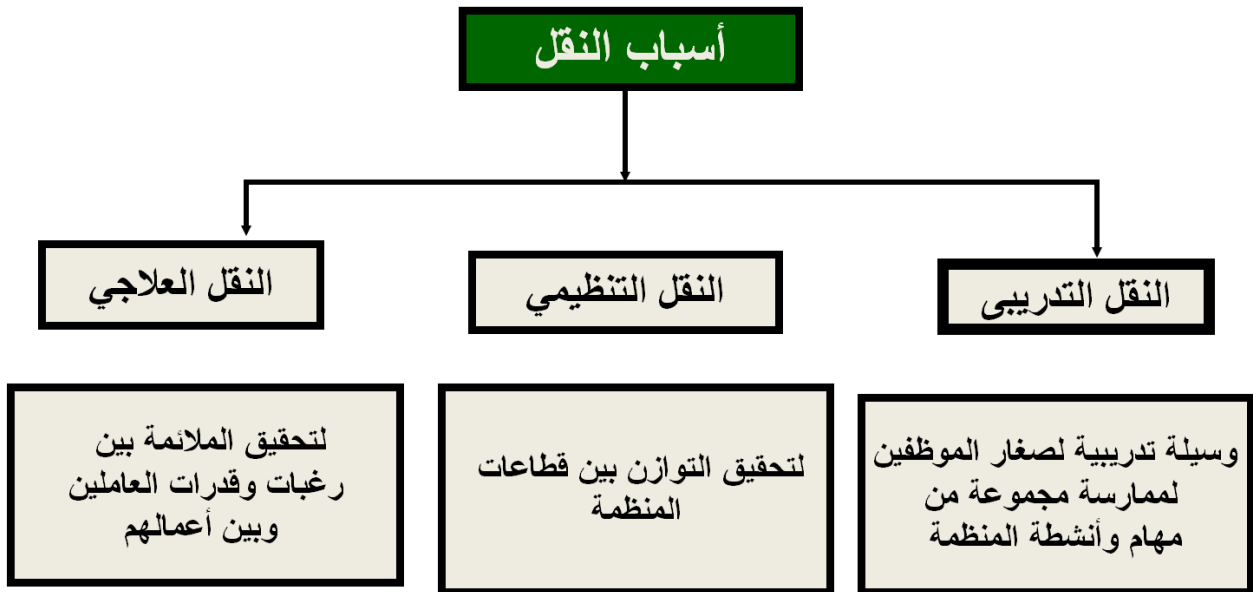 أسباب النقل
النقل التدريبى
النقل التنظيمي
النقل العلاجي
وسيلة تدريبية لصغار الموظفين
لممارسة مجموعة من
مهام وأنشطة المنظمة
لتحقيق التوازن بين قطاعات
المنظمة
لتحقيق الملائمة بين
رغبات وقدرات العاملين
وبين أعمالهم